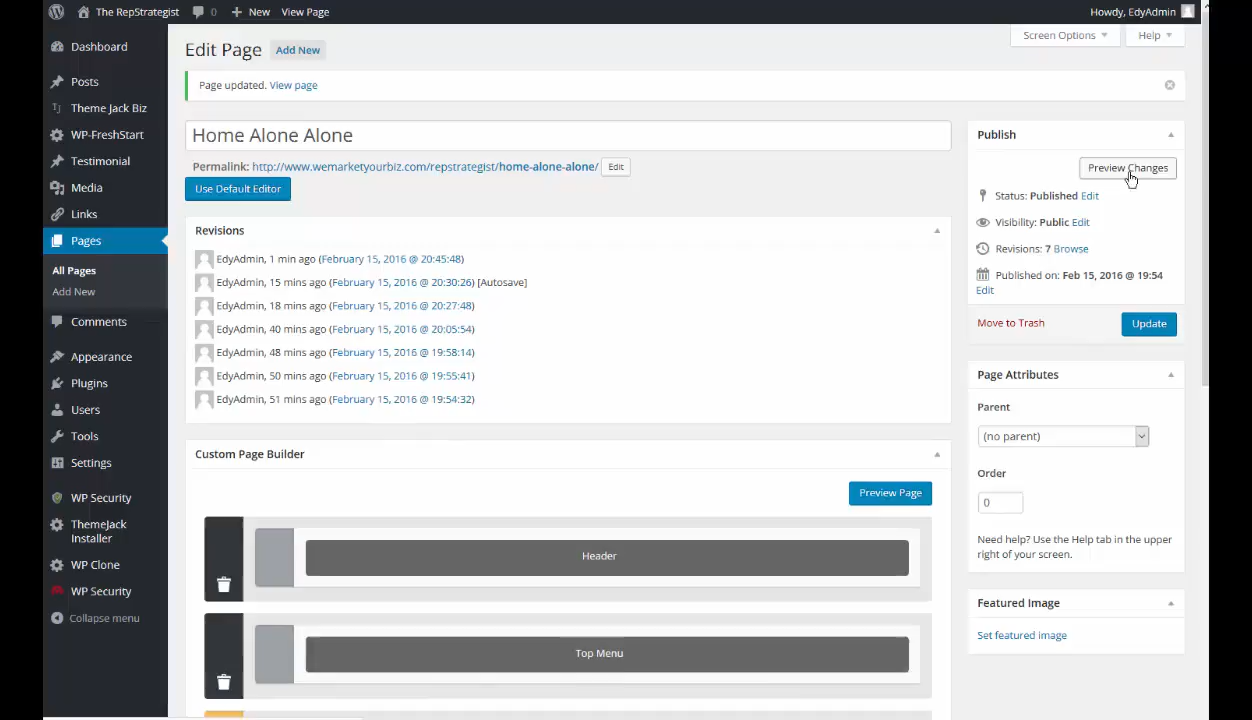 The RepStrategist 0 New View Page Howdy, EdyAdmin
Dashboard
Posts
Theme Jack Biz
WP-FreshStart
Testimonial
Media
Links
Pages
All Pages
Add New
Comments
Appearance
Plugins
Users
Tools
Settings
WP Security
ThemeJack
Installer
WP Clone
WP Security
Collapse menu
Screen Options Help
Edit Page Add New
Page updated. View page
Home Alone Alone
Permalink: http://www.wemarketyourbiz.com/repstrategist/home-alone-alone/ Edit
Use Default Editor
Revisions
EdyAdmin, 1 min ago (February 15, 2016 @ 20:45:48)
EdyAdmin, 15 mins ago (February 15, 2016 @ 20:30:26) [Autosave]
EdyAdmin, 18 mins ago (February 15, 2016 @ 20:27:48)
EdyAdmin, 40 mins ago (February 15, 2016 @ 20:05:54)
EdyAdmin, 48 mins ago (February 15, 2016 @ 19:58:14)
EdyAdmin, 50 mins ago (February 15, 2016 @ 19:55:41)
EdyAdmin, 51 mins ago (February 15, 2016 @ 19:54:32)
Custom Page Builder
Preview Page
Header
Top Menu
Publish
Preview Changes
Status: Published Edit
Visibility: Public Edit
Revisions: 7 Browse
Published on: Feb 15, 2016 @ 19:54
Edit
Move to Trash Update
Page Attributes
Parent
(no parent)
Order
0
Need help? Use the Help tab in the upper
right of your screen.
Featured Image
Set featured image